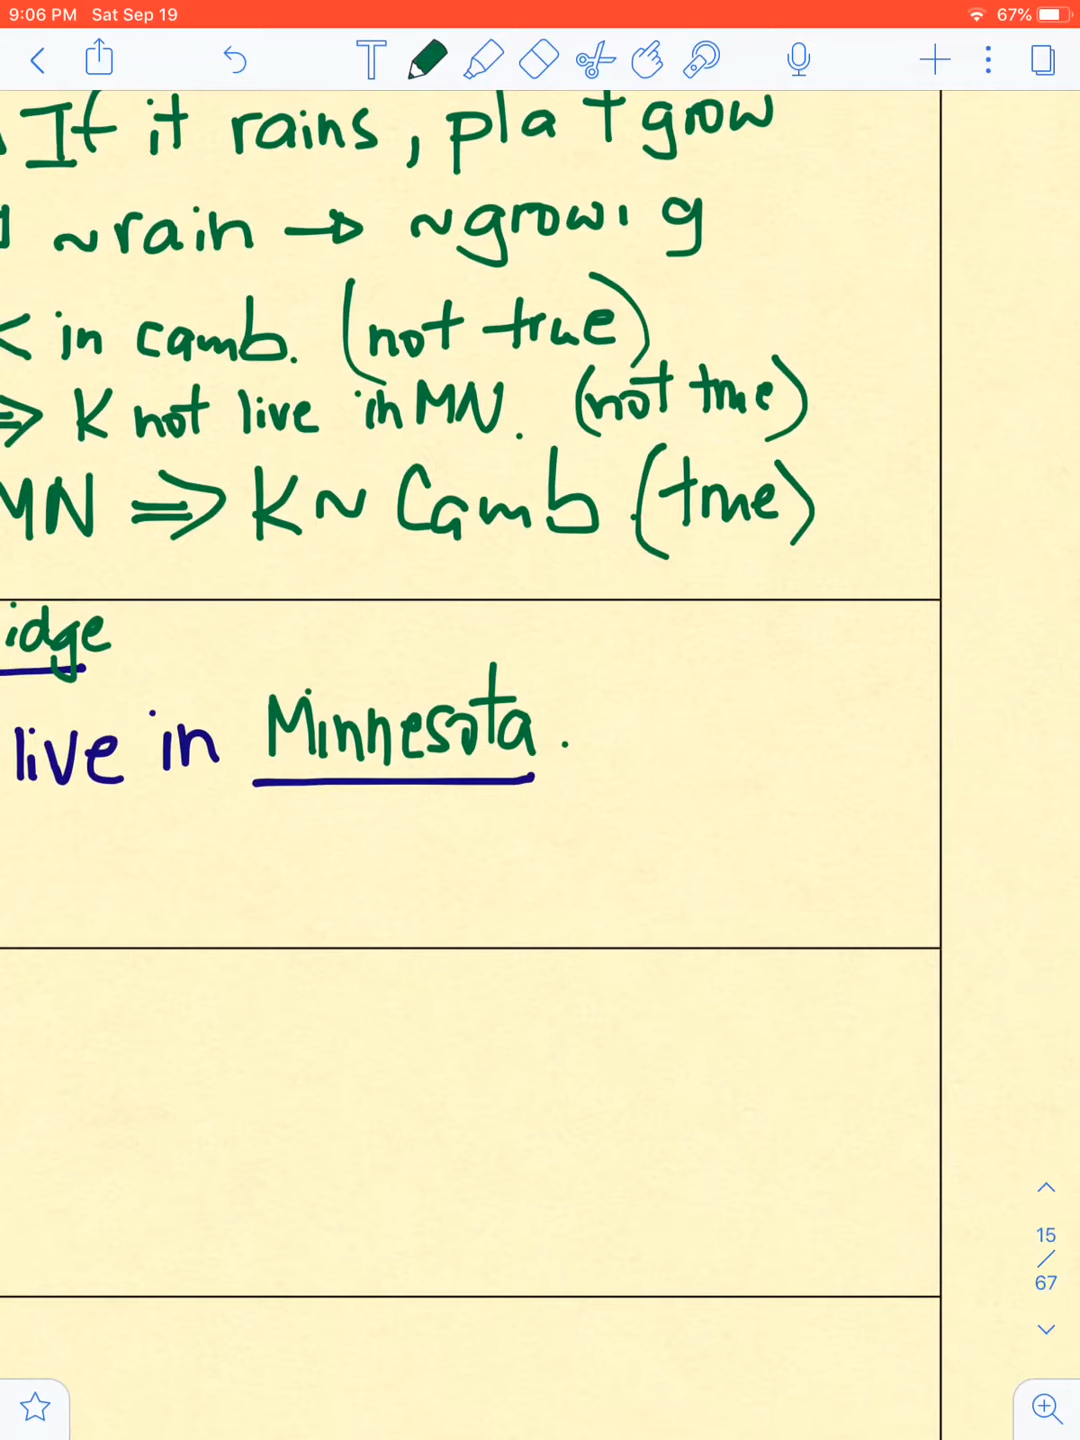 9:06 PM Sat Sep 19 67%
If it rains, pla t grow
~rain → ~growi g
K in camb. (not true)
⇒ K not live in MN. (not true)
MN ⇒ K ~ Camb (true)
idge
live in Minnesota.
15
/
67